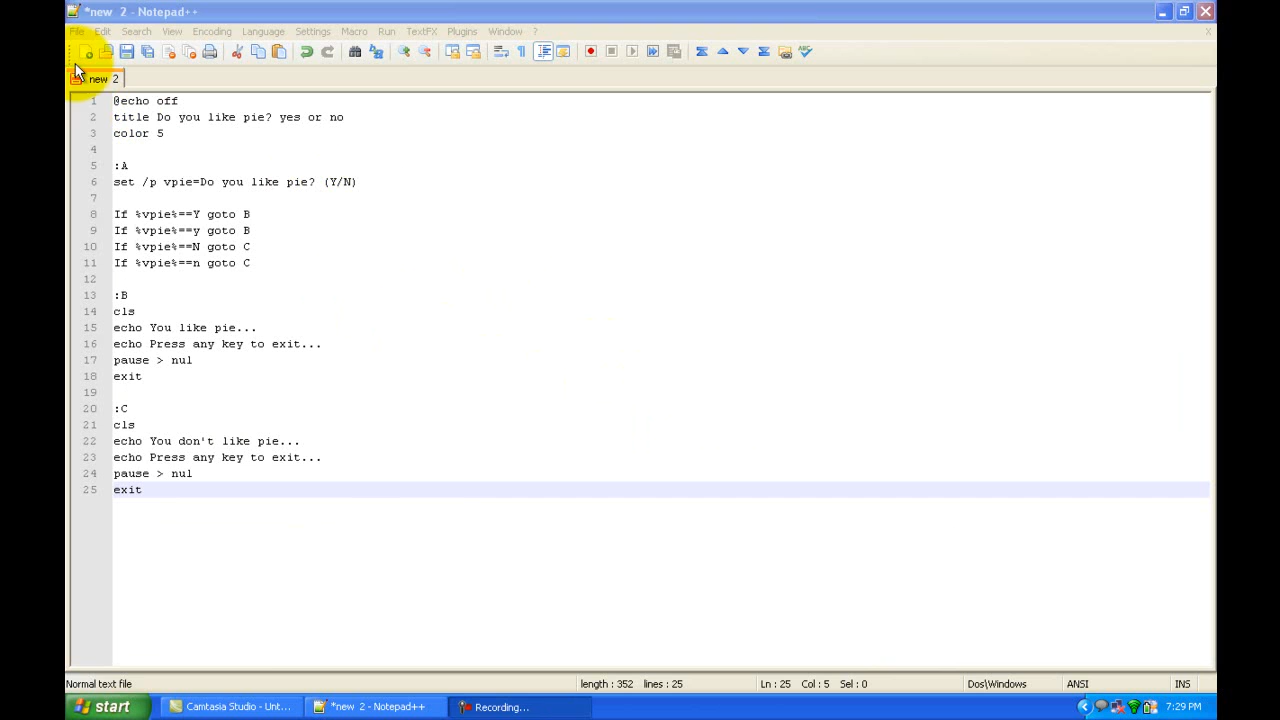 *new 2 - Notepad++
File Edit Search View Encoding Language Settings Macro Run TextFX Plugins Window ?
X
new 2
1 @echo off
2 title Do you like pie? yes or no
3 color 5
4
5 :A
6 set /p vpie=Do you like pie? (Y/N)
7
8 If %vpie%==Y goto B
9 If %vpie%==y goto B
10 If %vpie%==N goto C
11 If %vpie%==n goto C
12
13 :B
14 cls
15 echo You like pie...
16 echo Press any key to exit...
17 pause > nul
18 exit
19
20 :C
21 cls
22 echo You don't like pie...
23 echo Press any key to exit...
24 pause > nul
25 exit
Normal text file length : 352 lines : 25 Ln : 25 Col : 5 Sel : 0 Dos\Windows ANSI INS
start Camtasia Studio - Unt... *new 2 - Notepad++ Recording... 7:29 PM